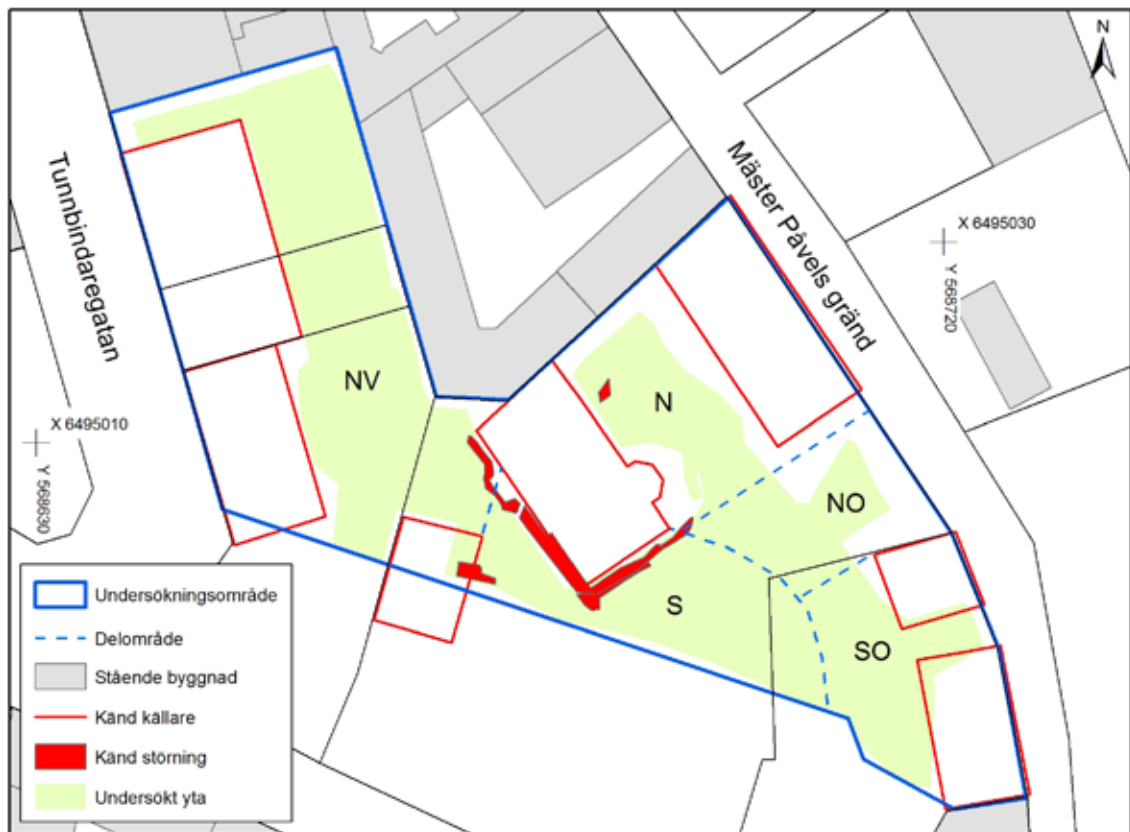 N
Tunnbindaregatan
Mäster Påvels gränd
X 6495030
Y 568720
NV
N
X 6495010
Y 568630
NO
S
SO
Undersökningsområde
Delområde
Stående byggnad
Känd källare
Känd störning
Undersökt yta